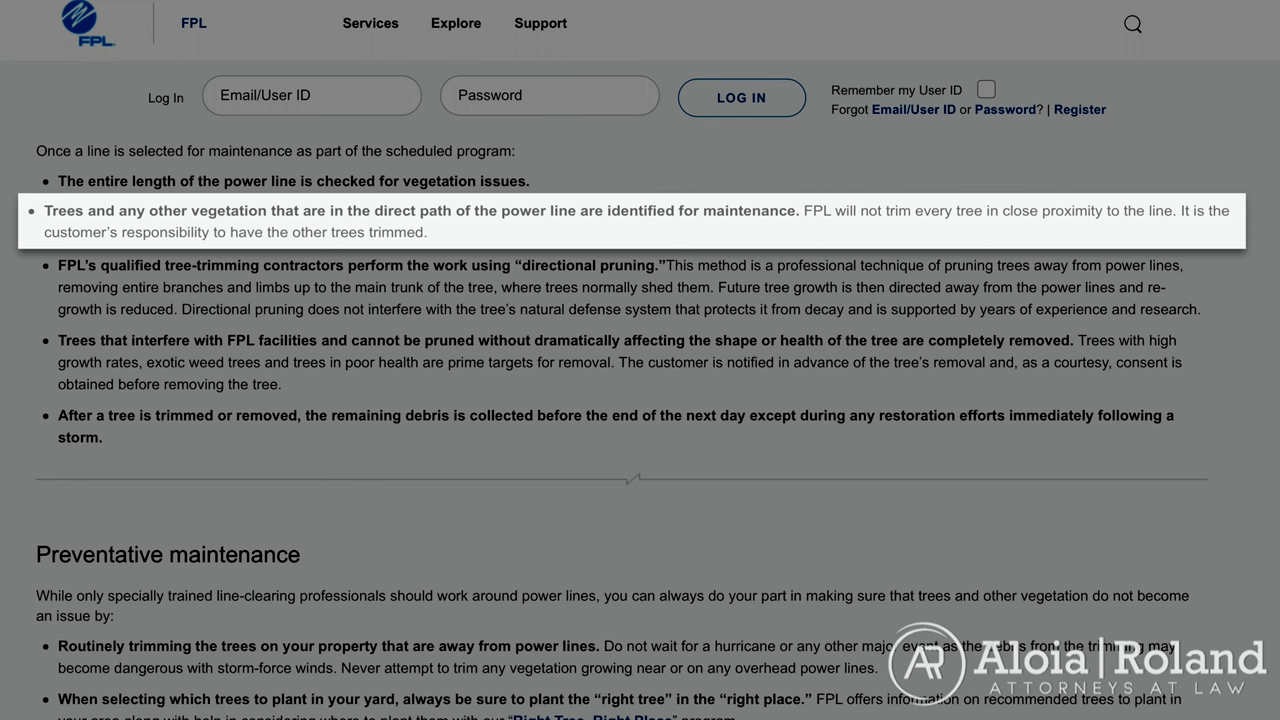 FPL
FPL
Services
Explore
Support
Log In
Email/User ID
Password
LOG IN
Remember my User ID
Forgot Email/User ID or Password? | Register
Once a line is selected for maintenance as part of the scheduled program:
• The entire length of the power line is checked for vegetation issues.
• Trees and any other vegetation that are in the direct path of the power line are identified for maintenance. FPL will not trim every tree in close proximity to the line. It is the
customer’s responsibility to have the other trees trimmed.
• FPL’s qualified tree-trimming contractors perform the work using “directional pruning.”This method is a professional technique of pruning trees away from power lines,
removing entire branches and limbs up to the main trunk of the tree, where trees normally shed them. Future tree growth is then directed away from the power lines and re-
growth is reduced. Directional pruning does not interfere with the tree’s natural defense system that protects it from decay and is supported by years of experience and research.
• Trees that interfere with FPL facilities and cannot be pruned without dramatically affecting the shape or health of the tree are completely removed. Trees with high
growth rates, exotic weed trees and trees in poor health are prime targets for removal. The customer is notified in advance of the tree’s removal and, as a courtesy, consent is
obtained before removing the tree.
• After a tree is trimmed or removed, the remaining debris is collected before the end of the next day except during any restoration efforts immediately following a
storm.
Preventative maintenance
While only specially trained line-clearing professionals should work around power lines, you can always do your part in making sure that trees and other vegetation do not become
an issue by:
• Routinely trimming the trees on your property that are away from power lines. Do not wait for a hurricane or any other major event as the debris from the trimming may
become dangerous with storm-force winds. Never attempt to trim any vegetation growing near or on any overhead power lines.
• When selecting which trees to plant in your yard, always be sure to plant the “right tree” in the “right place.” FPL offers information on recommended trees to plant in
your area along with help in considering where to plant them with our “Right Tree, Right Place” program.
AR
Aloia | Roland
ATTORNEYS AT LAW